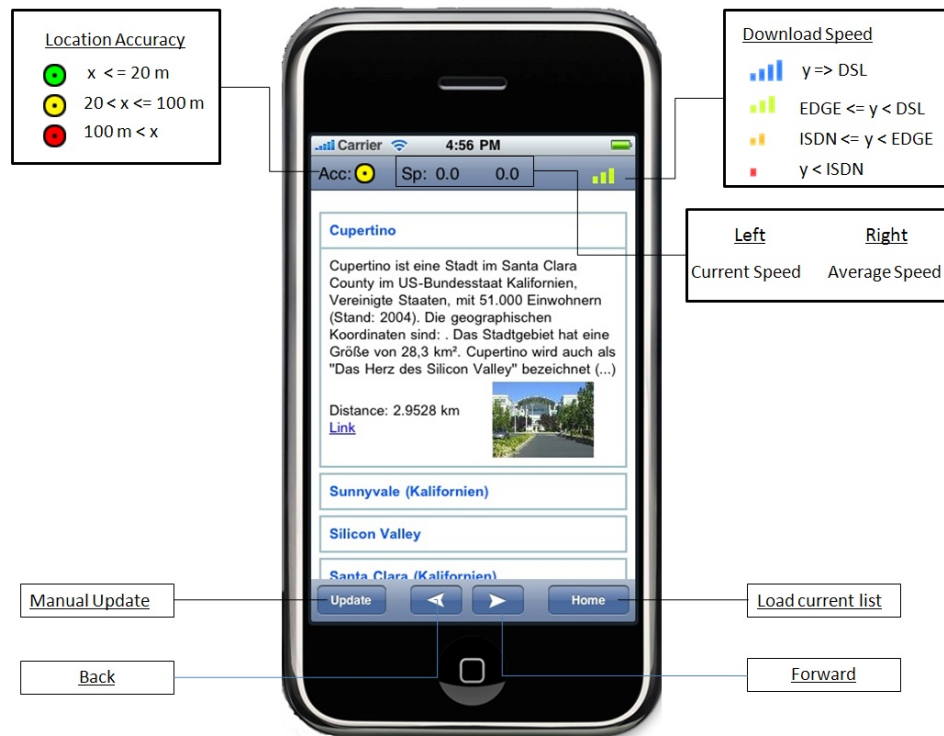 Location Accuracy
x <= 20 m
20 < x <= 100 m
100 m < x
Download Speed
y => DSL
EDGE <= y < DSL
ISDN <= y < EDGE
y < ISDN
Left Right
Current Speed Average Speed
Carrier 4:56 PM
Acc: Sp: 0.0 0.0
Cupertino
Cupertino ist eine Stadt im Santa Clara
County im US-Bundesstaat Kalifornien,
Vereinigte Staaten, mit 51.000 Einwohnern
(Stand: 2004). Die geographischen
Koordinaten sind: . Das Stadtgebiet hat eine
Größe von 28,3 km². Cupertino wird auch als
"Das Herz des Silicon Valley" bezeichnet (...)
Distance: 2.9528 km
Link
Sunnyvale (Kalifornien)
Silicon Valley
Santa Clara (Kalifornien)
Update Home
Manual Update
Load current list
Back
Forward